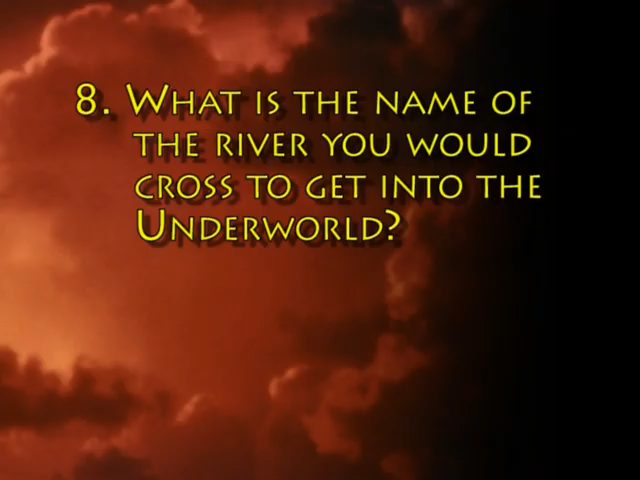 8. What is the name of
the river you would
cross to get into the
Underworld?